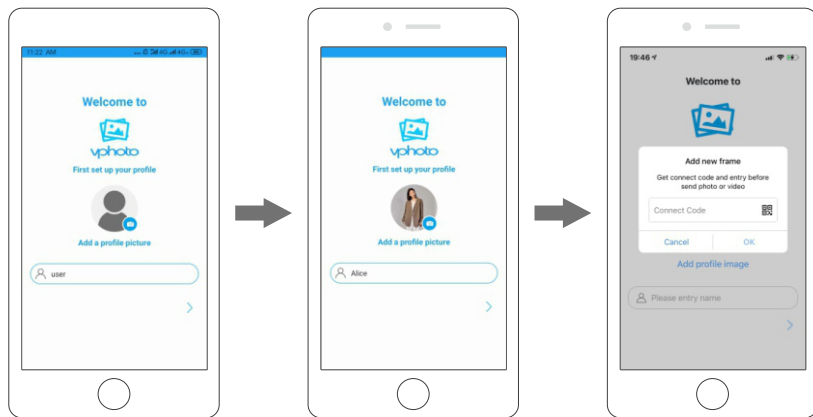 11:22 AM
Welcome to
vphoto
First set up your profile
Add a profile picture
user
Welcome to
vphoto
First set up your profile
Add a profile picture
Alice
19:46
Welcome to
Add new frame
Get connect code and entry before
send photo or video
Connect Code
Cancel OK
Add profile image
Please entry name